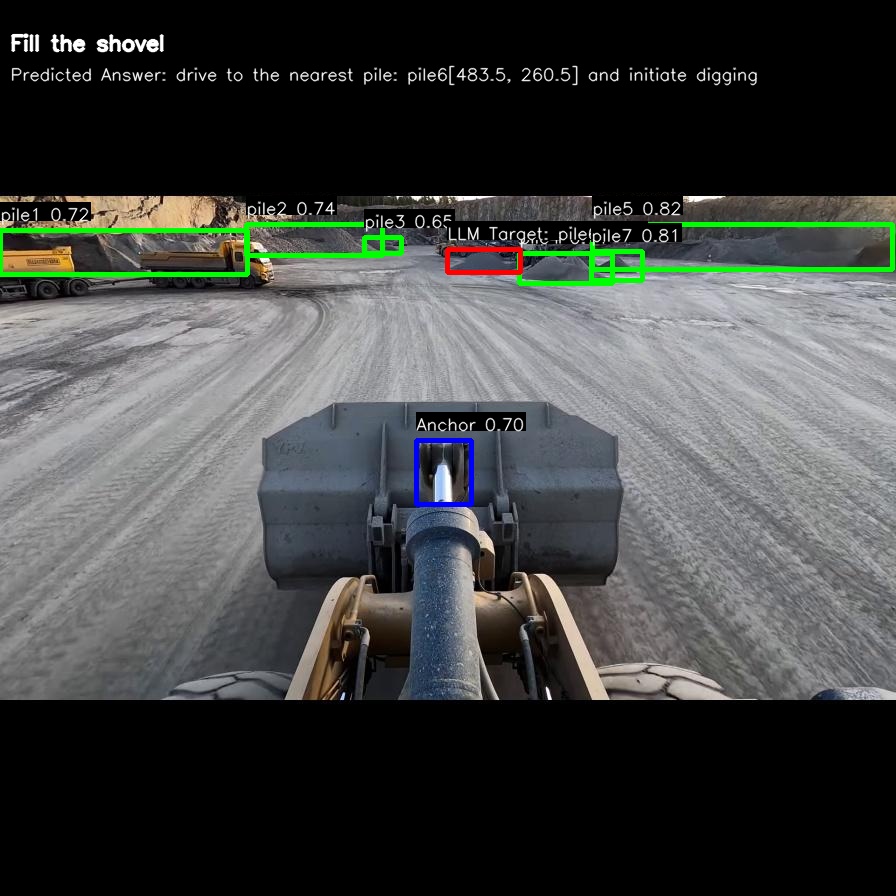 Fill the shovel
Predicted Answer: drive to the nearest pile: pile6[483.5, 260.5] and initiate digging
pile1 0.72
pile2 0.74
pile3 0.65
LLM Target:
pile5 0.82
pile7 0.81
Anchor 0.70